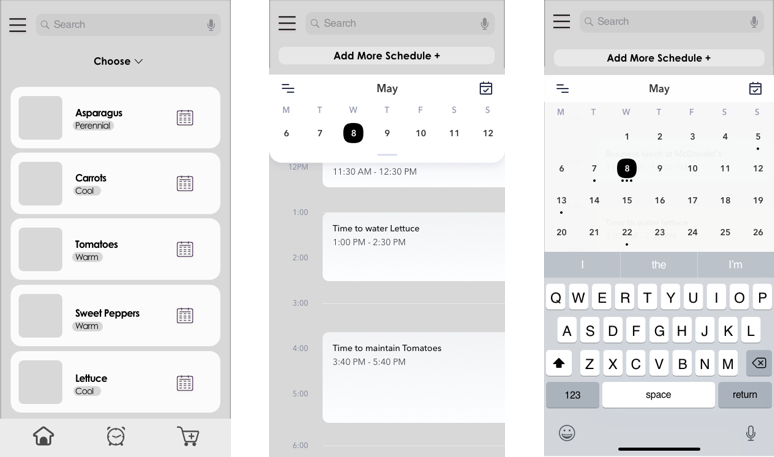 Search
Choose
Asparagus
Perennial
Carrots
Cool
Tomatoes
Warm
Sweet Peppers
Warm
Lettuce
Cool
Search
Add More Schedule +
May
M T W T F S S
6 7 8 9 10 11 12
12PM
11:30 AM - 12:30 PM
1:00
Time to water Lettuce
1:00 PM - 2:30 PM
2:00
3:00
4:00
Time to maintain Tomatoes
3:40 PM - 5:40 PM
5:00
6:00
Search
Add More Schedule +
May
M T W T F S S
1 2 3 4 5
6 7 8 9 10 11 12
13 14 15 16 17 18 19
20 21 22 23 24 25 26
I the I'm
Q W E R T Y U I O P
A S D F G H J K L
Z X C V B N M
123 space return